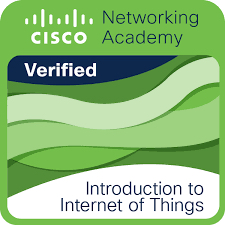 CISCO
Networking
Academy
Verified
Introduction to
Internet of Things